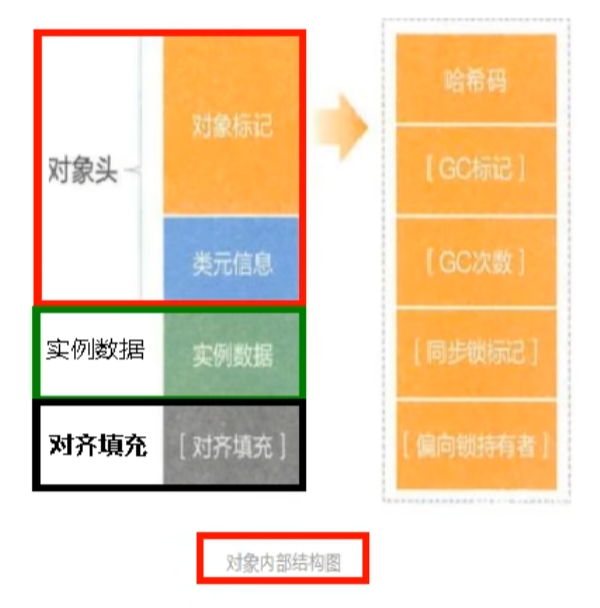 对象头
对象标记
类元信息
实例数据
实例数据
对齐填充
[ 对齐填充 ]
哈希码
[ GC标记 ]
[ GC次数 ]
[ 同步锁标记 ]
[ 偏向锁持有者 ]
对象内部结构图